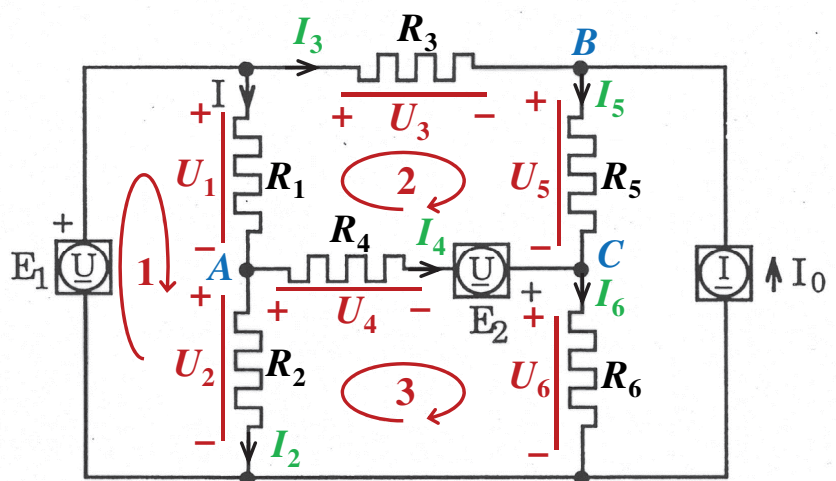 I₃ R₃ B
I + + I₅
+ U₃ −
U₁ R₁ 2 U₅ R₅
+ − R₄ I₄ −
E₁ U 1 A U C I I₀
+ + U₄ − E₂ + + I₆
U₂ R₂ 3 U₆ R₆
− I₂ −